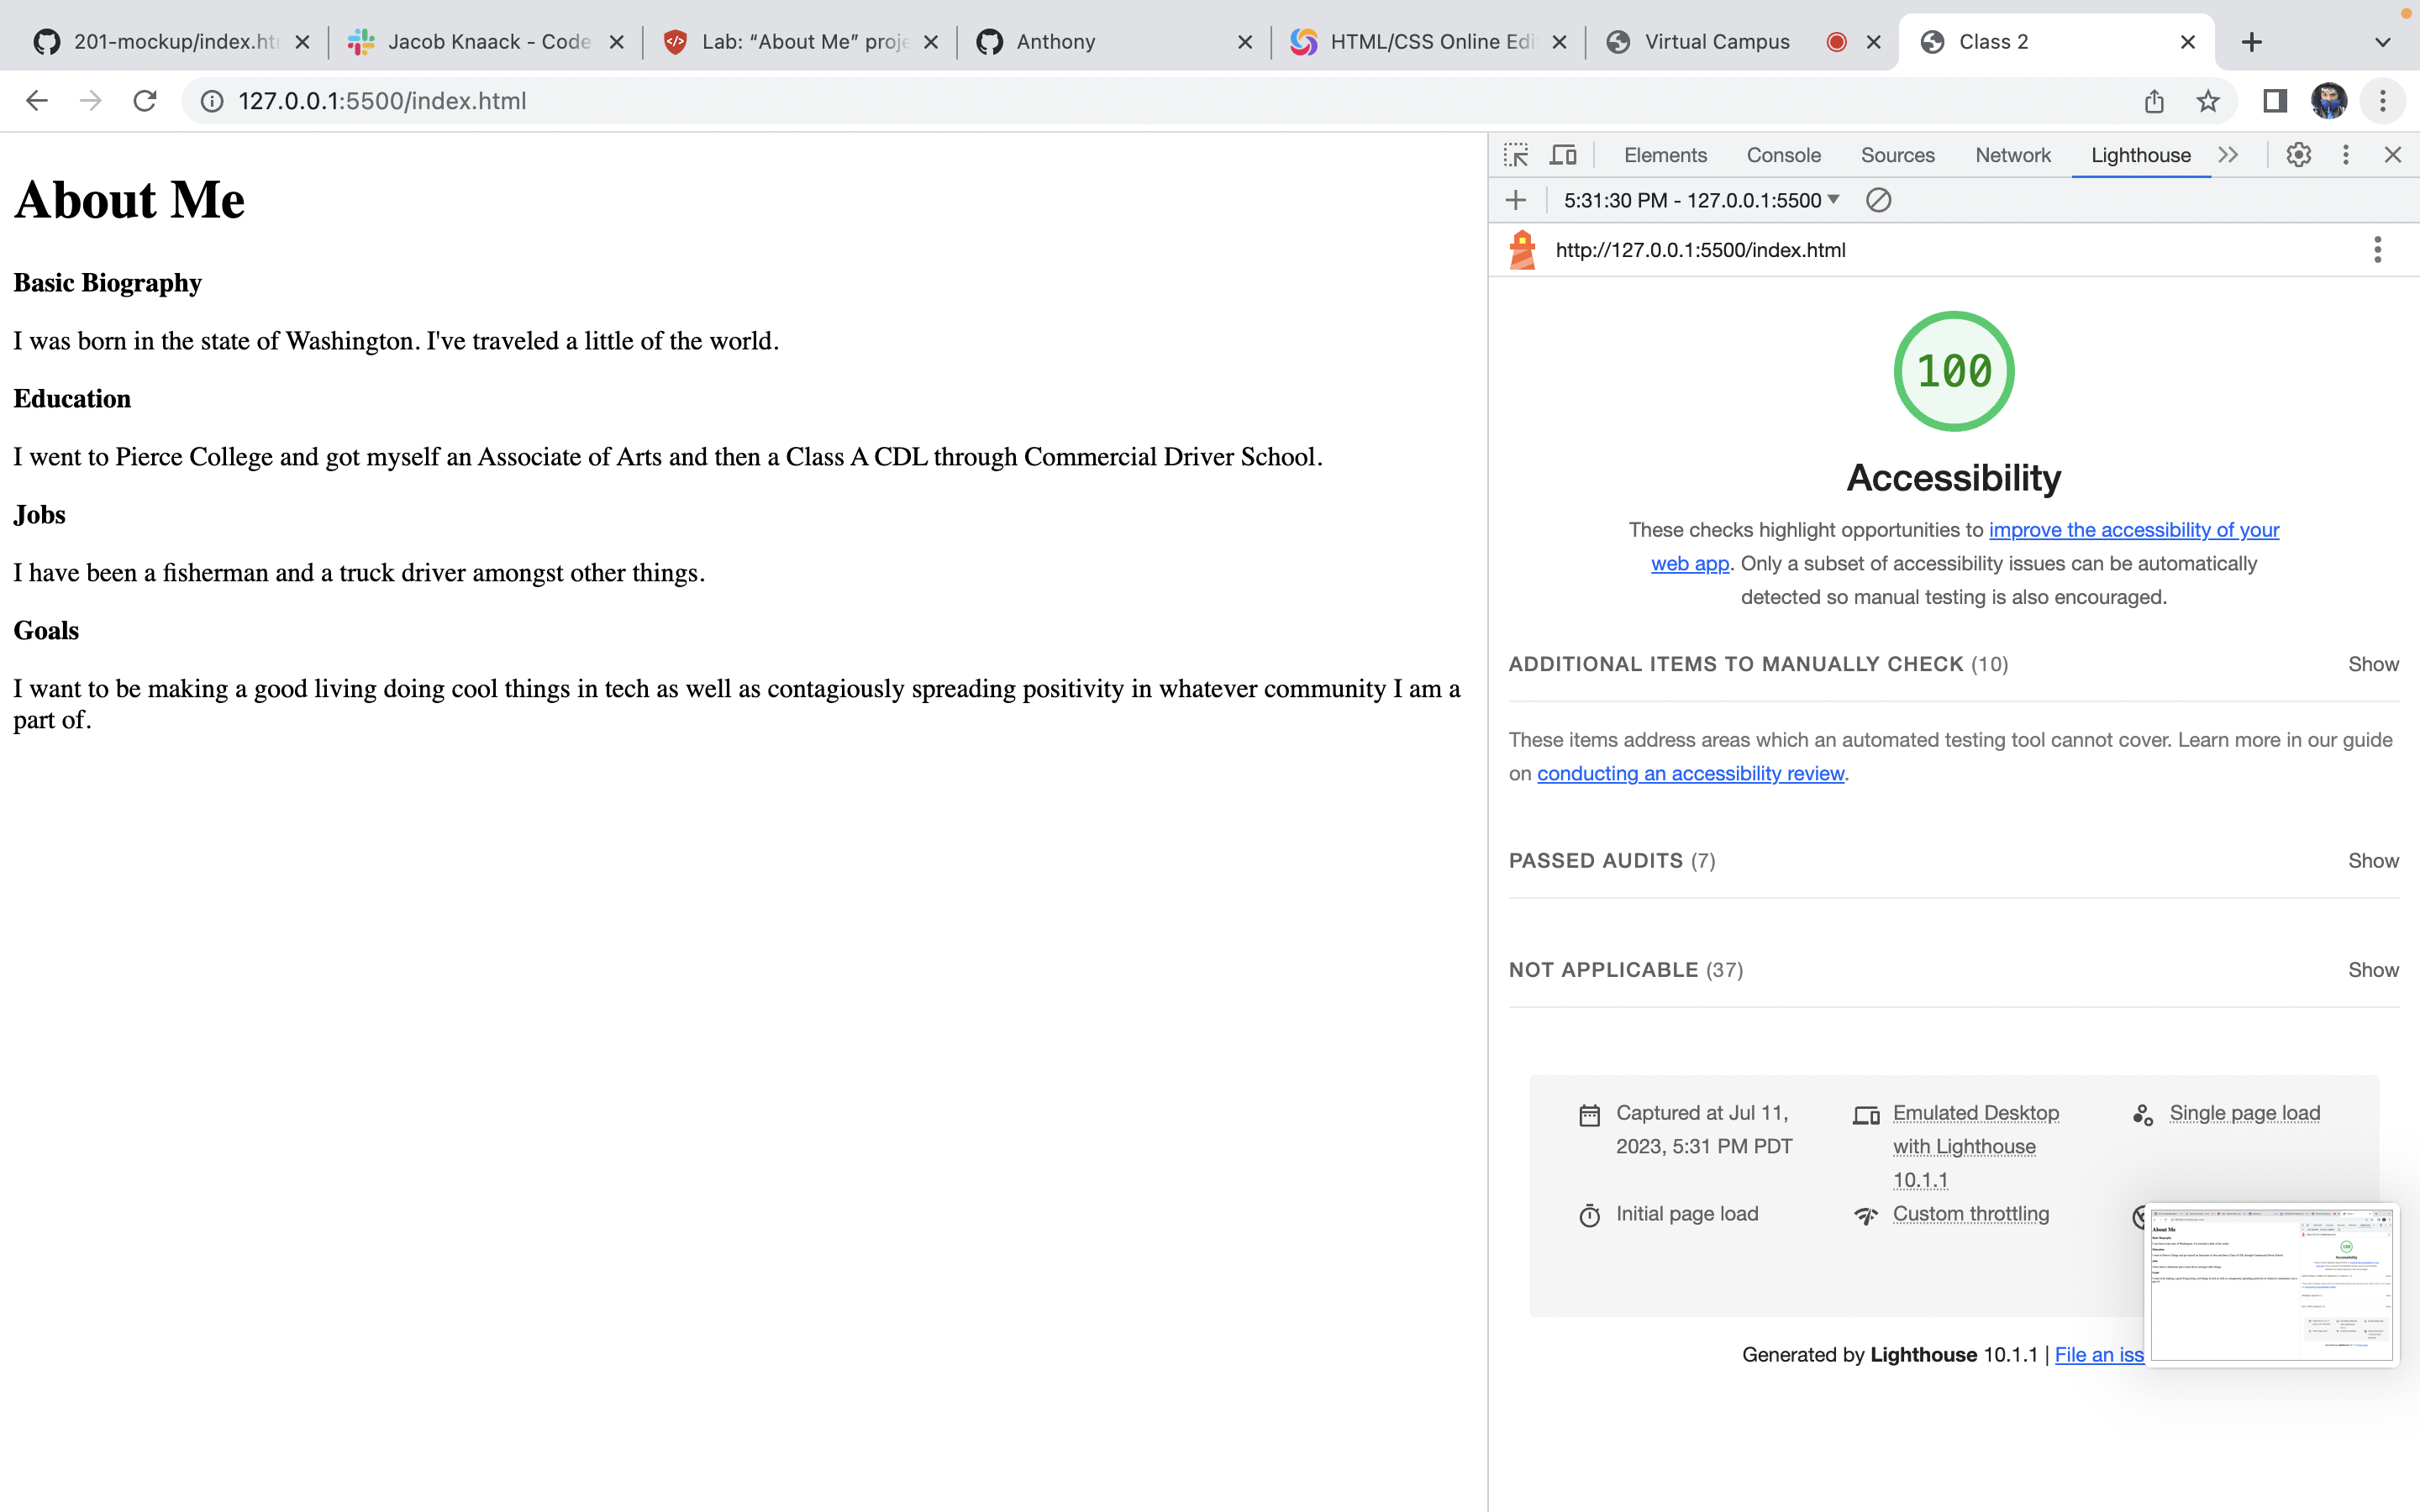 201-mockup/index.htm
Jacob Knaack - Code
Lab: “About Me” proje
Anthony
HTML/CSS Online Edi
Virtual Campus
Class 2
127.0.0.1:5500/index.html
About Me
Basic Biography
I was born in the state of Washington. I've traveled a little of the world.
Education
I went to Pierce College and got myself an Associate of Arts and then a Class A CDL through Commercial Driver School.
Jobs
I have been a fisherman and a truck driver amongst other things.
Goals
I want to be making a good living doing cool things in tech as well as contagiously spreading positivity in whatever community I am a
part of.
Elements Console Sources Network Lighthouse
5:31:30 PM - 127.0.0.1:5500
http://127.0.0.1:5500/index.html
100
Accessibility
These checks highlight opportunities to improve the accessibility of your
web app. Only a subset of accessibility issues can be automatically
detected so manual testing is also encouraged.
ADDITIONAL ITEMS TO MANUALLY CHECK (10) Show
These items address areas which an automated testing tool cannot cover. Learn more in our guide
on conducting an accessibility review.
PASSED AUDITS (7) Show
NOT APPLICABLE (37) Show
Captured at Jul 11,
2023, 5:31 PM PDT
Emulated Desktop
with Lighthouse
10.1.1
Single page load
Initial page load
Custom throttling
Generated by Lighthouse 10.1.1 | File an iss